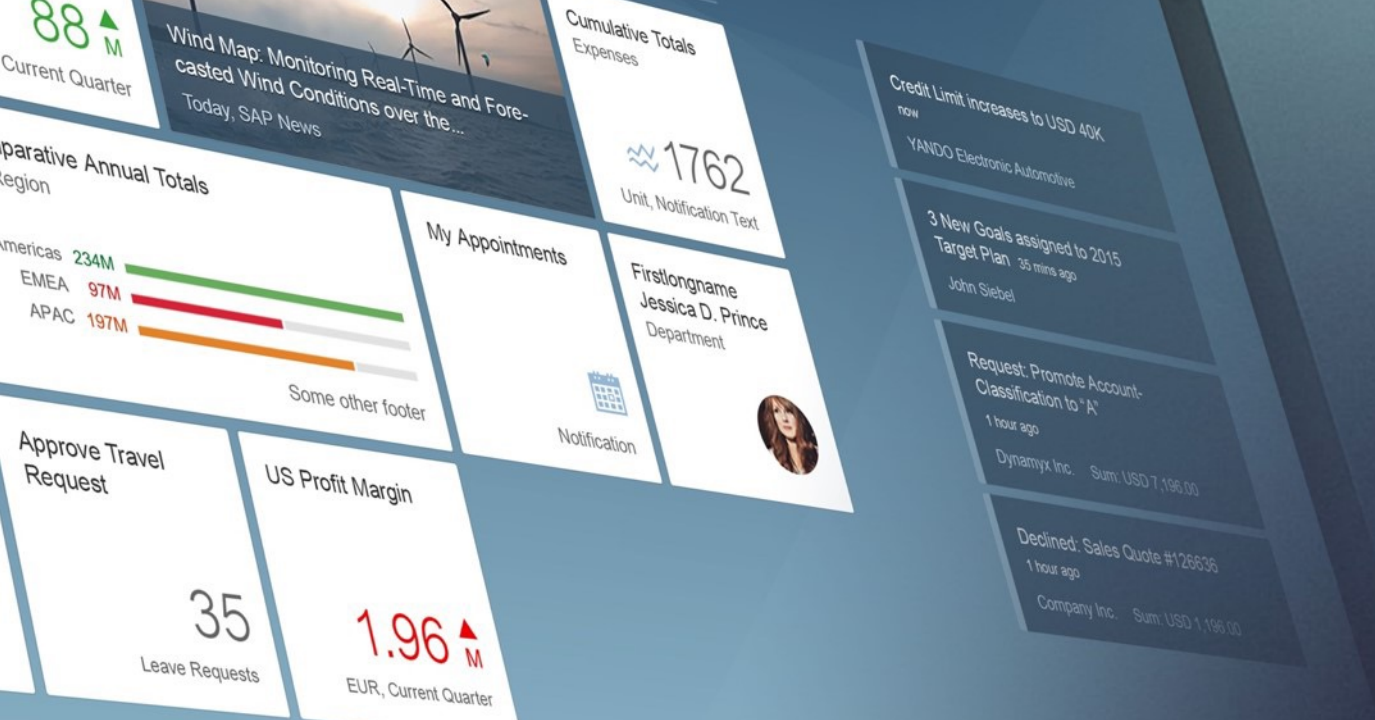 88
M
Current Quarter
Wind Map: Monitoring Real-Time and Fore-
casted Wind Conditions over the...
Today, SAP News
Cumulative Totals
Expenses
1762
Unit, Notification Text
parative Annual Totals
Region
Americas 234M
EMEA 97M
APAC 197M
Some other footer
My Appointments
Notification
Firstlongname
Jessica D. Prince
Department
Approve Travel
Request
35
Leave Requests
US Profit Margin
1.96
M
EUR, Current Quarter
Credit Limit increases to USD 40K
now
YANDO Electronic Automotive
3 New Goals assigned to 2015
Target Plan 35 mins ago
John Siebel
Request: Promote Account-
Classification to “A”
1 hour ago
Dynamyx Inc. Sum: USD 7,196.00
Declined: Sales Quote #126636
1 hour ago
Company Inc. Sum: USD 1,196.00